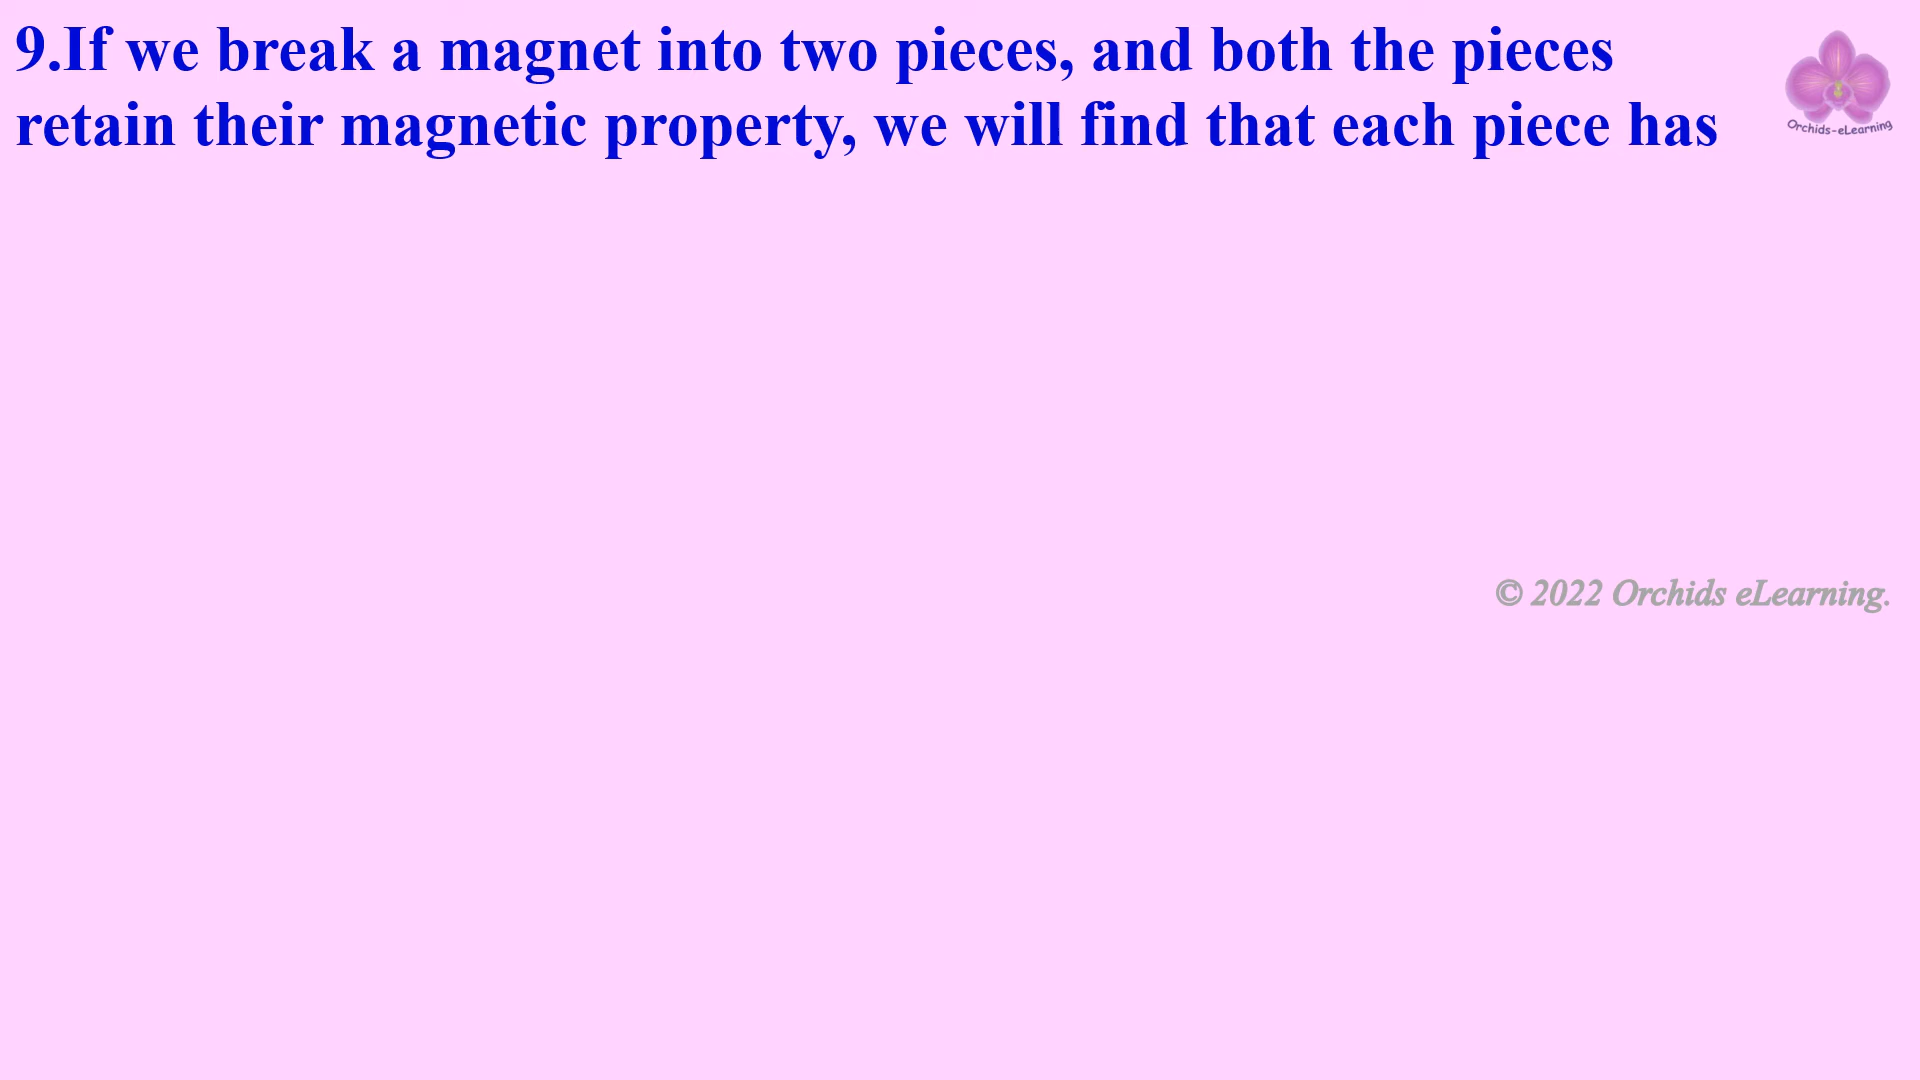 9.If we break a magnet into two pieces, and both the pieces
retain their magnetic property, we will find that each piece has
Orchids-eLearning
© 2022 Orchids eLearning.